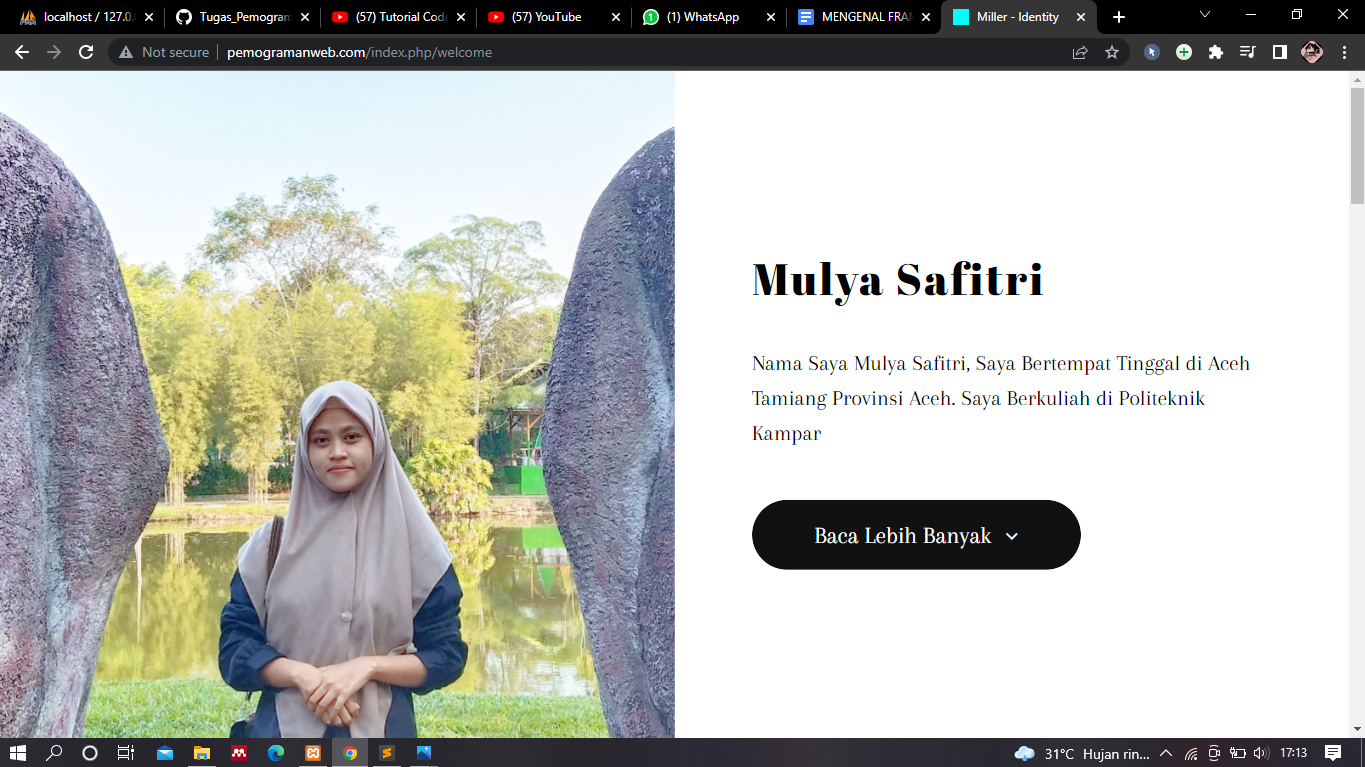 localhost / 127.0.
Tugas_Pemogram
(57) Tutorial Code
(57) YouTube
(1) WhatsApp
MENGENAL FRA
Miller - Identity
Not secure
pemogramanweb.com/index.php/welcome
Mulya Safitri
Nama Saya Mulya Safitri, Saya Bertempat Tinggal di Aceh
Tamiang Provinsi Aceh. Saya Berkuliah di Politeknik
Kampar
Baca Lebih Banyak
31°C Hujan rin...
17:13